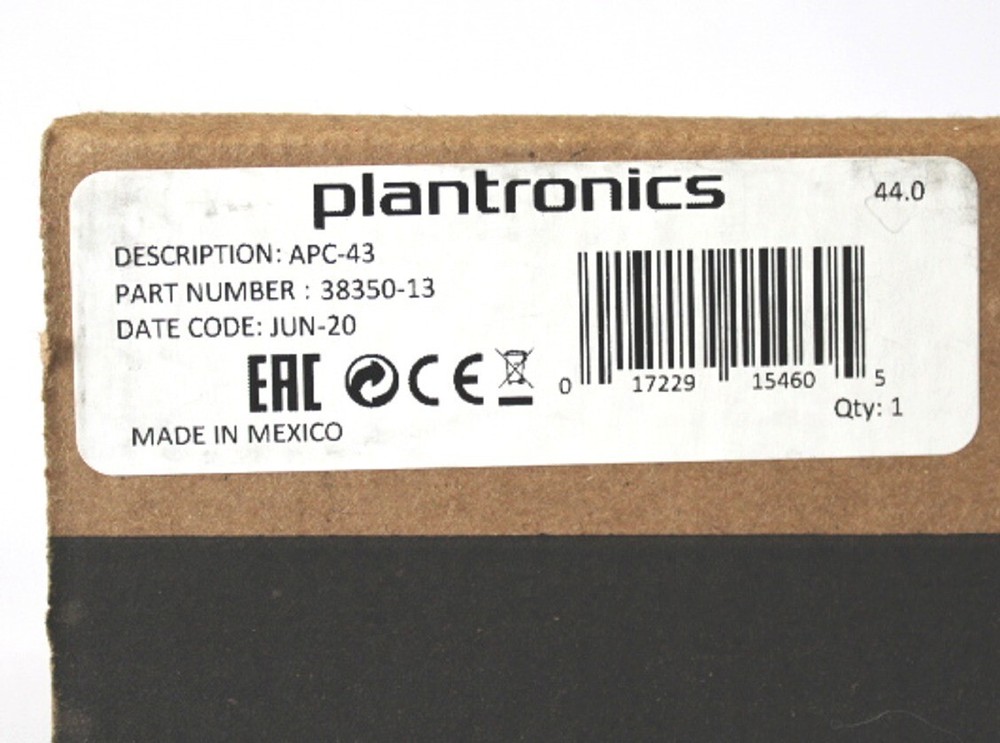 plantronics
44.0
DESCRIPTION: APC-43
PART NUMBER : 38350-13
DATE CODE: JUN-20
EAC CE
0 17229 15460 5
Qty: 1
MADE IN MEXICO